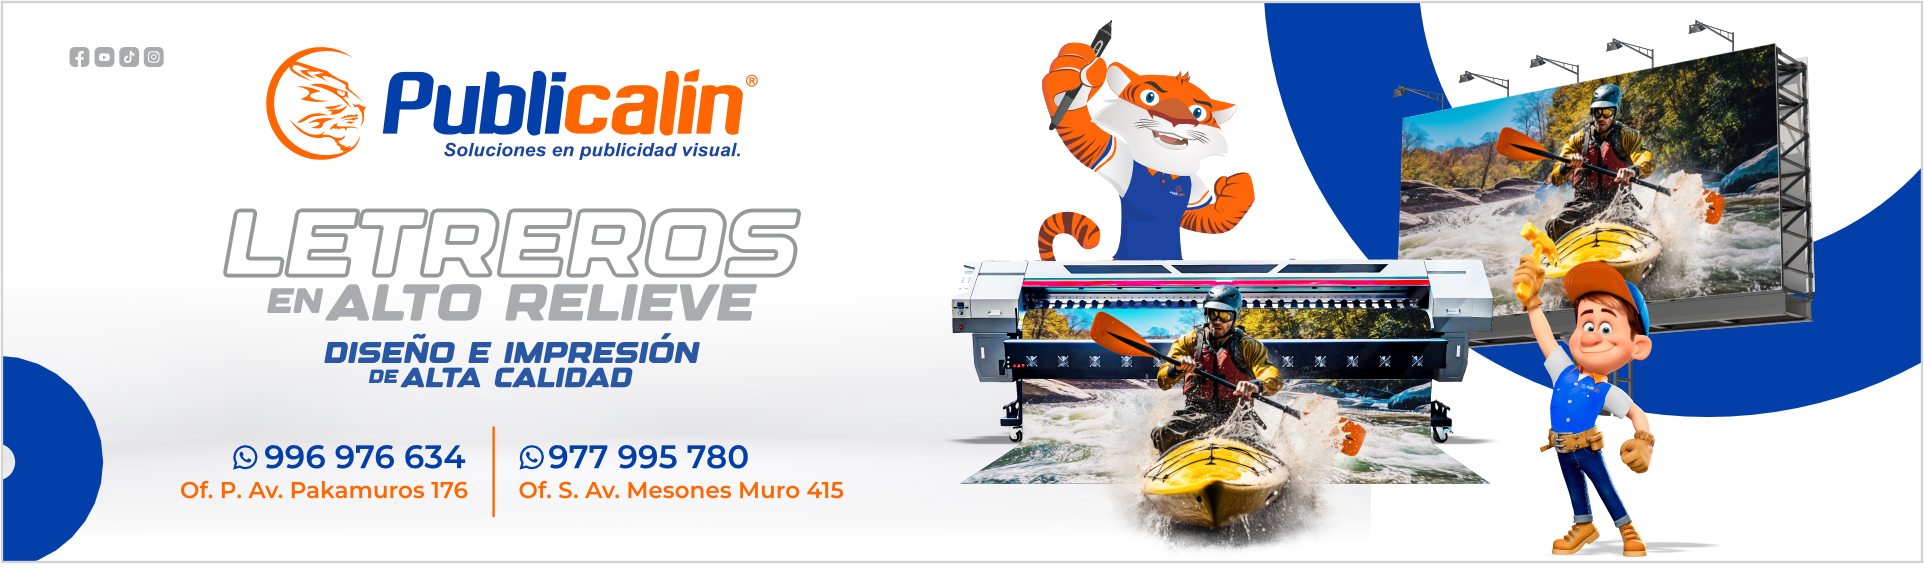 Publicalín®
Soluciones en publicidad visual.
LETREROS
EN ALTO RELIEVE
DISEÑO E IMPRESIÓN
DE ALTA CALIDAD
996 976 634
Of. P. Av. Pakamuros 176
977 995 780
Of. S. Av. Mesones Muro 415